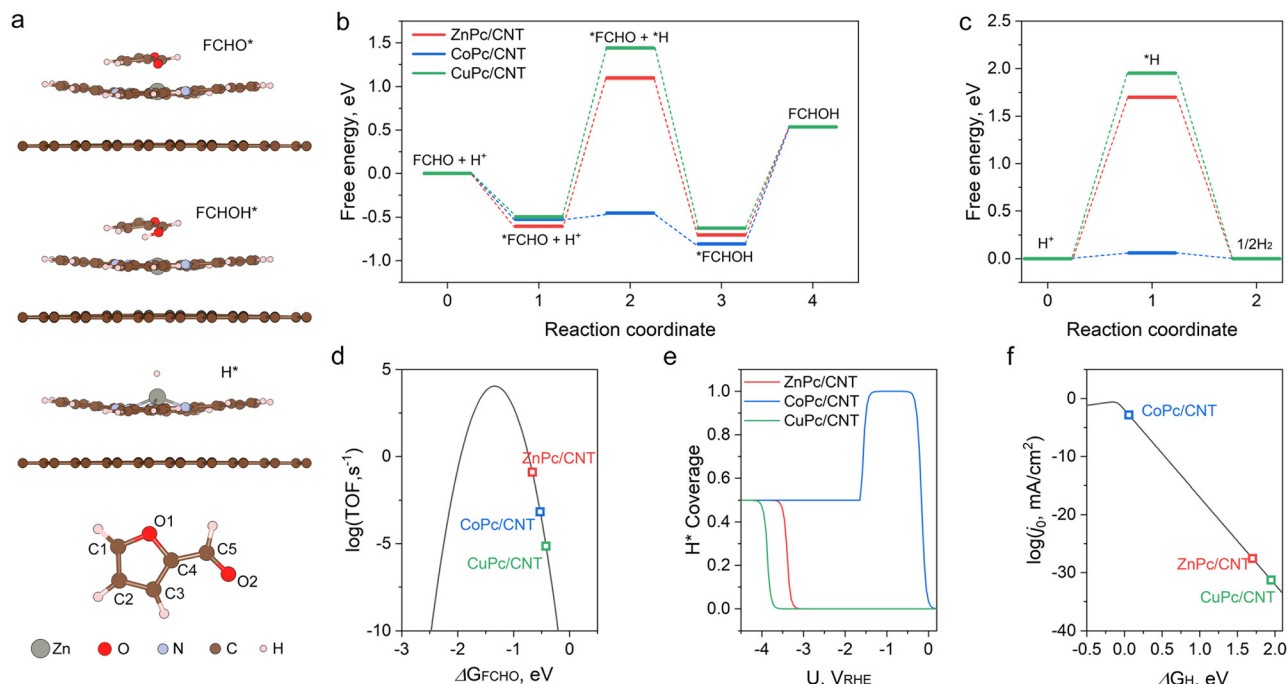 a
FCHO*
FCHOH*
H*
O1
C1
C5
C4
C2
C3
O2
Zn
O
N
C
H
b
ZnPc/CNT
CoPc/CNT
CuPc/CNT
*FCHO + *H
FCHOH
FCHO + H⁺
*FCHO + H⁺
*FCHOH
1.5
1.0
0.5
0.0
-0.5
-1.0
Free energy, eV
0 1 2 3 4
Reaction coordinate
c
*H
H⁺
1/2H₂
2.5
2.0
1.5
1.0
0.5
0.0
Free energy, eV
0 1 2
Reaction coordinate
d
ZnPc/CNT
CoPc/CNT
CuPc/CNT
5
0
-5
-10
log(TOF,s⁻¹)
-3 -2 -1 0
ΔG_FCHO, eV
e
ZnPc/CNT
CoPc/CNT
CuPc/CNT
1.0
0.8
0.6
0.4
0.2
0.0
H* Coverage
-4 -3 -2 -1 0
U, V_RHE
f
CoPc/CNT
ZnPc/CNT
CuPc/CNT
0
-10
-20
-30
-40
log(j₀, mA/cm²)
-0.5 0.0 0.5 1.0 1.5 2.0
ΔG_H, eV